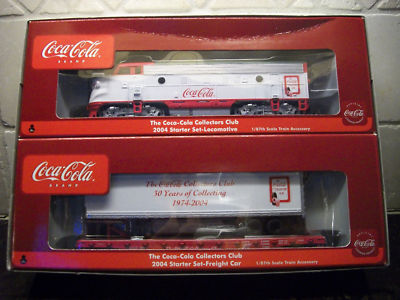 Coca-Cola
BRAND
Coca-Cola
The Coca-Cola Collectors Club
2004 Starter Set-Locomotive
1/87th Scale Train Accessory
Coca-Cola
BRAND
The Coca-Cola Collectors Club
30 Years of Collecting
1974-2004
Coca-Cola
The Coca-Cola Collectors Club
2004 Starter Set-Freight Car
1/87th Scale Train Accessory